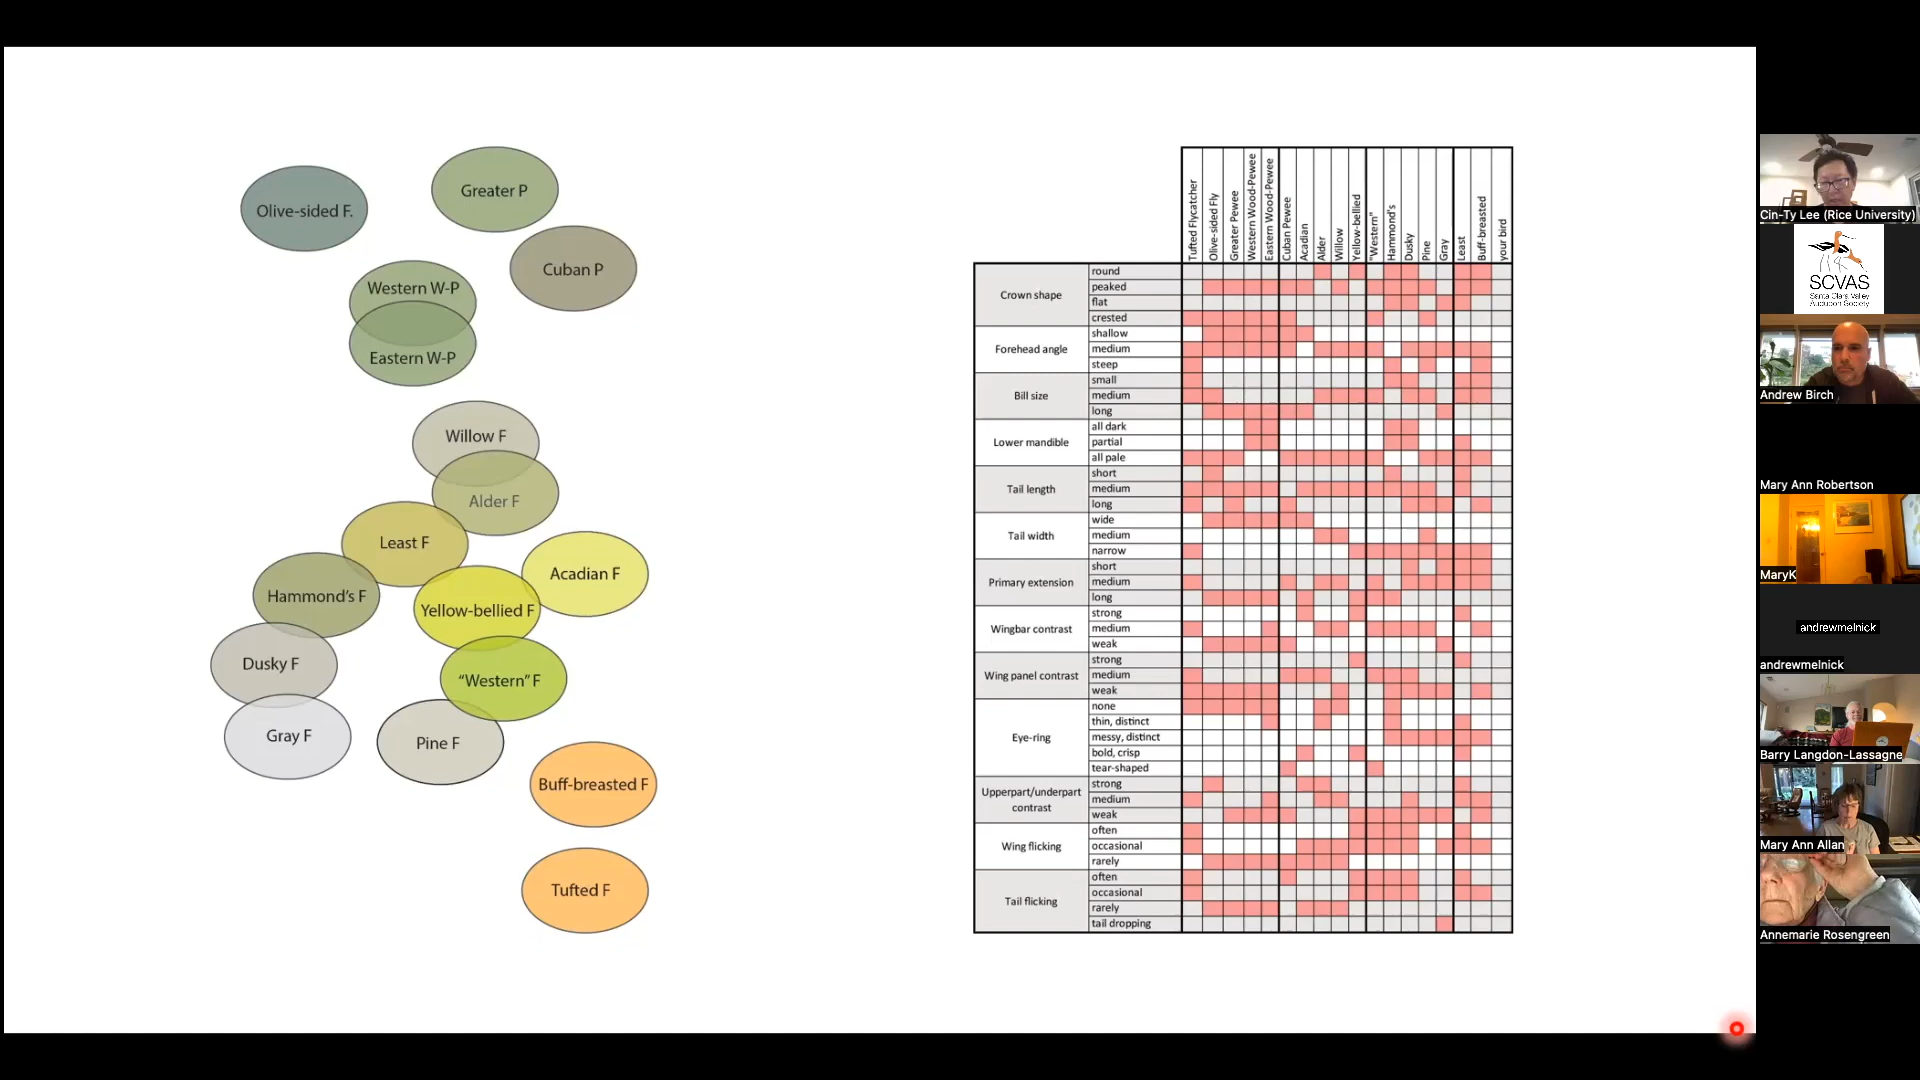 Olive-sided F.
Greater P
Cuban P
Western W-P
Eastern W-P
Willow F
Alder F
Least F
Acadian F
Hammond's F
Yellow-bellied F
Dusky F
"Western" F
Gray F
Pine F
Buff-breasted F
Tufted F
Tufted Flycatcher
Olive-sided Fly
Greater Pewee
Western Wood-Pewee
Eastern Wood-Pewee
Cuban Pewee
Acadian
Alder
Willow
Yellow-bellied
"Western"
Hammond's
Dusky
Pine
Gray
Least
Buff-breasted
your bird
Crown shape
round
peaked
flat
crested
Forehead angle
shallow
medium
steep
Bill size
small
medium
long
Lower mandible
all dark
partial
all pale
Tail length
short
medium
long
Tail width
wide
medium
narrow
Primary extension
short
medium
long
Wingbar contrast
strong
medium
weak
Wing panel contrast
strong
medium
weak
Eye-ring
none
thin, distinct
messy, distinct
bold, crisp
tear-shaped
Upperpart/underpart
contrast
strong
medium
weak
Wing flicking
often
occasional
rarely
Tail flicking
often
occasional
rarely
tail dropping
Cin-Ty Lee (Rice University)
SCVAS
Santa Clara Valley
Audubon Society
Andrew Birch
Mary Ann Robertson
MaryK
andrewmelnick
andrewmelnick
Barry Langdon-Lassagne
Mary Ann Allan
Annemarie Rosengreen